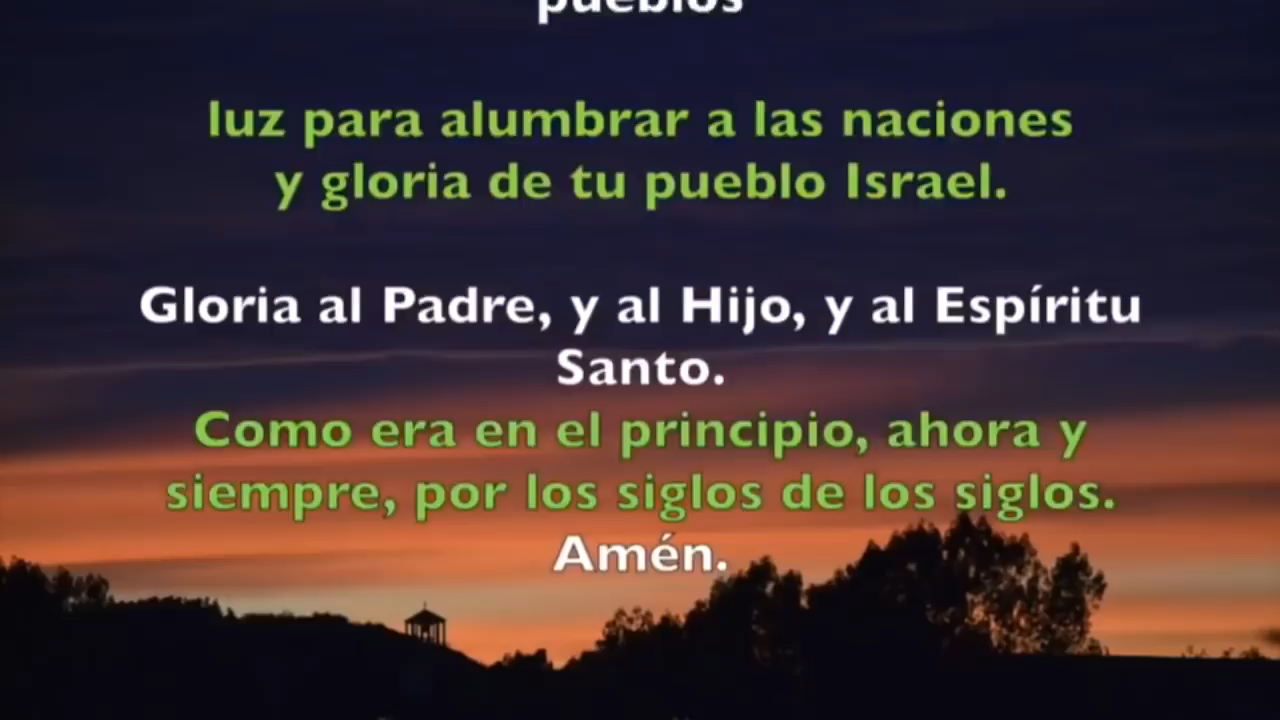 pueblos
luz para alumbrar a las naciones
y gloria de tu pueblo Israel.
Gloria al Padre, y al Hijo, y al Espíritu
Santo.
Como era en el principio, ahora y
siempre, por los siglos de los siglos.
Amén.